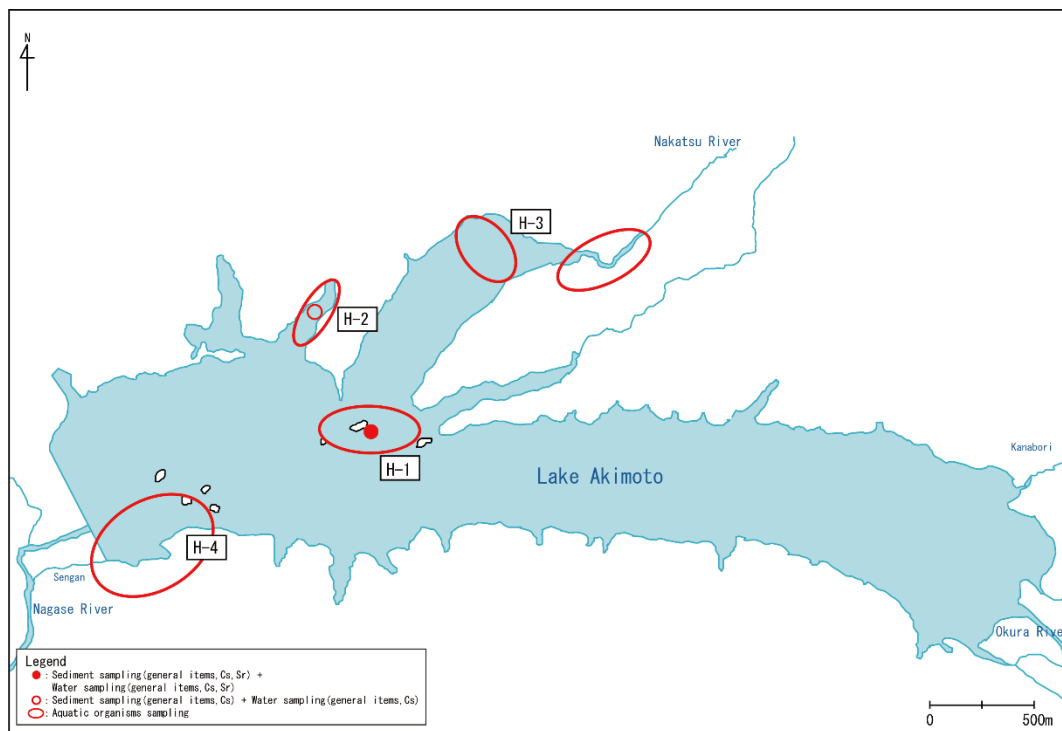 N
Nakatsu River
H-3
H-2
H-1
Kanabori
Lake Akimoto
H-4
Sengan
Nagase River
Okura River
Legend
: Sediment sampling(general items,Cs,Sr) +
Water sampling(general items,Cs,Sr)
: Sediment sampling(general items,Cs) + Water sampling(general items,Cs)
: Aquatic organisms sampling
0 500m